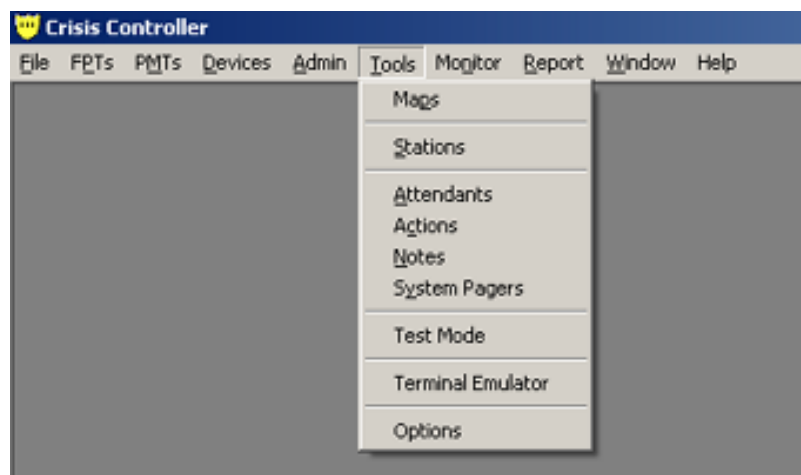 Crisis Controller
File FPTs PMTs Devices Admin Tools Monitor Report Window Help
Maps
Stations
Attendants
Actions
Notes
System Pagers
Test Mode
Terminal Emulator
Options